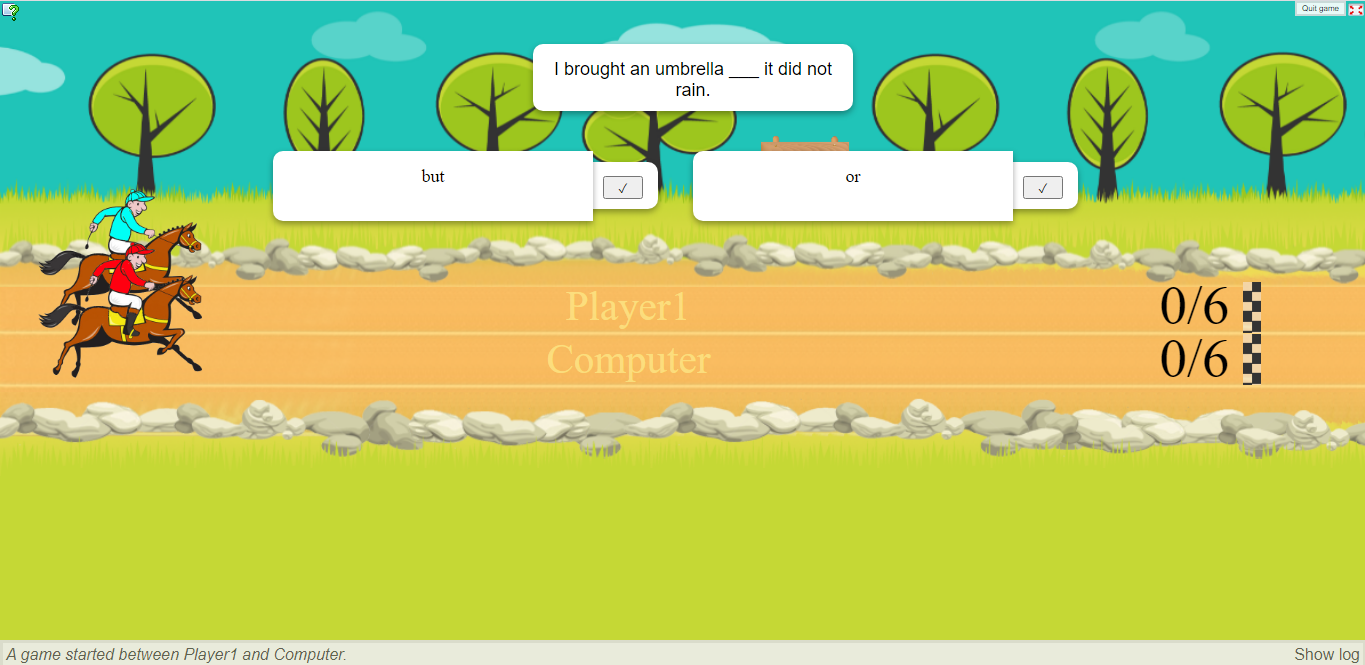 Quit game
I brought an umbrella ___ it did not
rain.
but
✓
or
✓
Player1
0/6
Computer
0/6
A game started between Player1 and Computer.
Show log